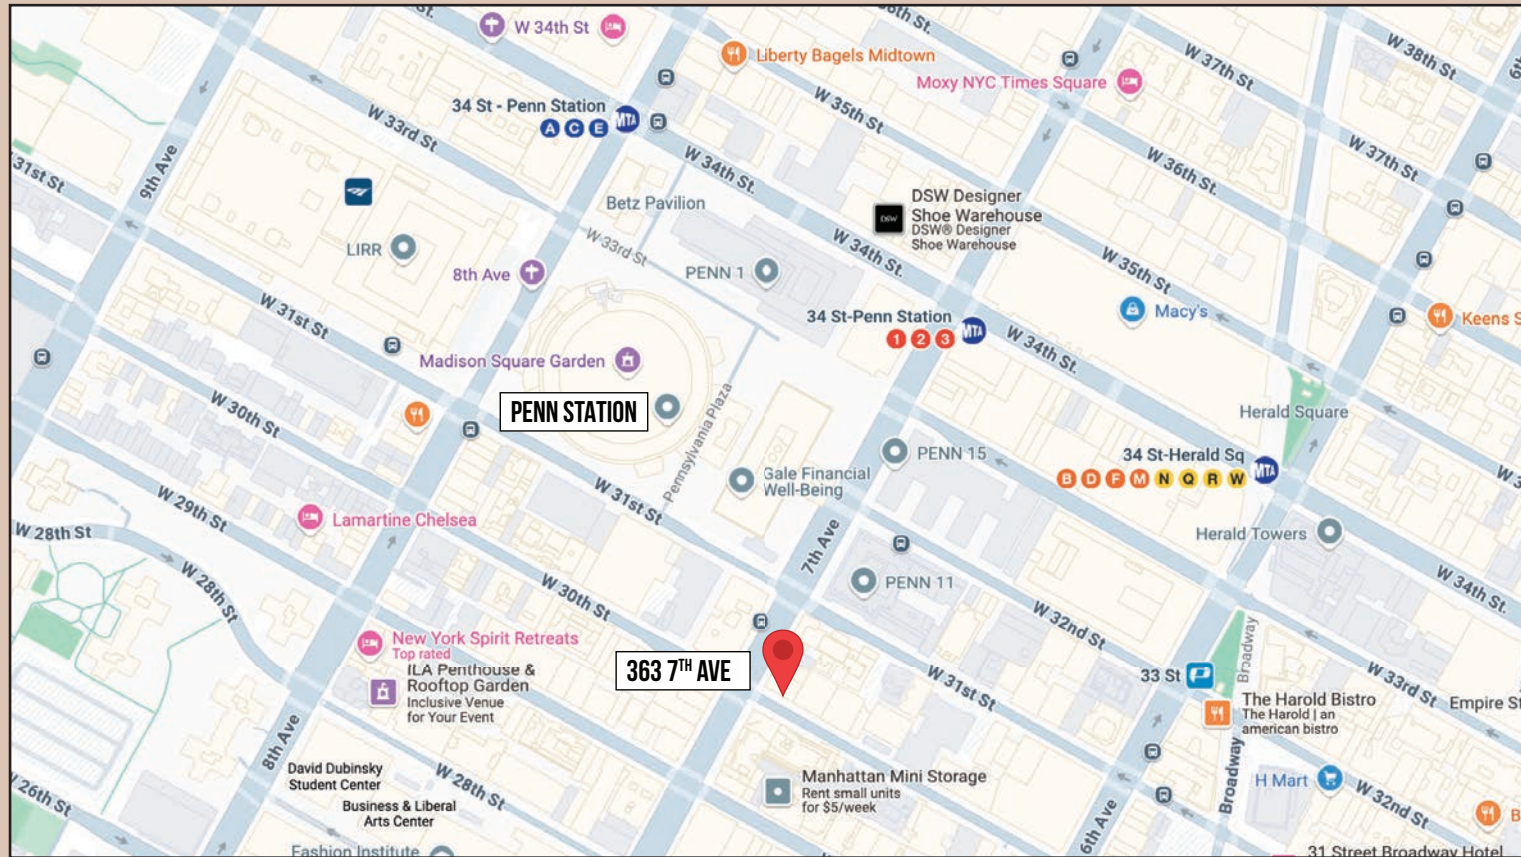 St.
W 34th St
36th St.
W 38th St
6th
Liberty Bagels Midtown
W 37th St
Moxy NYC Times Square
34 St - Penn Station
A C E MTA
W 33rd St
W 35th St
W 34th St.
W 36th St.
W 37th St
W 31st St
9th Ave
Betz Pavilion
DSW
DSW Designer
Shoe Warehouse
DSW® Designer
Shoe Warehouse
W 33rd St
W 34th St.
W 35th St
LIRR
8th Ave
PENN 1
W 31st St
34 St-Penn Station
1 2 3 MTA
Macy's
Keens S
W 34th St.
Madison Square Garden
PENN STATION
W 30th St
Pennsylvania Plaza
Herald Square
PENN 15
34 St-Herald Sq
B D F M N Q R W MTA
W 3
Gale Financial
Well-Being
W 31st St
W 29th St
Lamartine Chelsea
W 28th St
7th Ave
Herald Towers
W 28th St
W 30th St
PENN 11
W 32nd St
W 34th St.
Broadway
New York Spirit Retreats
Top rated
363 7TH AVE
ILA Penthouse &
Rooftop Garden
Inclusive Venue
for Your Event
W 31st St
33 St
W 33rd St
The Harold Bistro
The Harold | an
american bistro
Empire St
8th Ave
David Dubinsky
Student Center
Business & Liberal
Arts Center
W 28th St
Manhattan Mini Storage
Rent small units
for $5/week
6th Ave
Broadway
H Mart
W 32nd St
B
W 26th St
Fashion Institute
31 Street Broadway Hotel